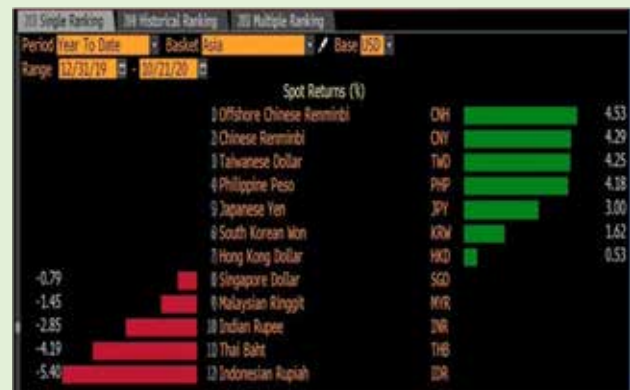 30 Single Ranking 31 Historical Ranking 32 Multiple Ranking
Period Year To Date Basket Asia Base USD
Range 12/31/19 - 10/21/20
Spot Returns (%)
1 Offshore Chinese Renminbi CNH 4.53
2 Chinese Renminbi CNY 4.29
3 Taiwanese Dollar TWD 4.25
4 Philippine Peso PHP 4.18
5 Japanese Yen JPY 3.00
6 South Korean Won KRW 1.62
7 Hong Kong Dollar HKD 0.53
-0.79 8 Singapore Dollar SGD
-1.45 9 Malaysian Ringgit MYR
-2.85 10 Indian Rupee INR
-4.19 11 Thai Baht THB
-5.40 12 Indonesian Rupiah IDR